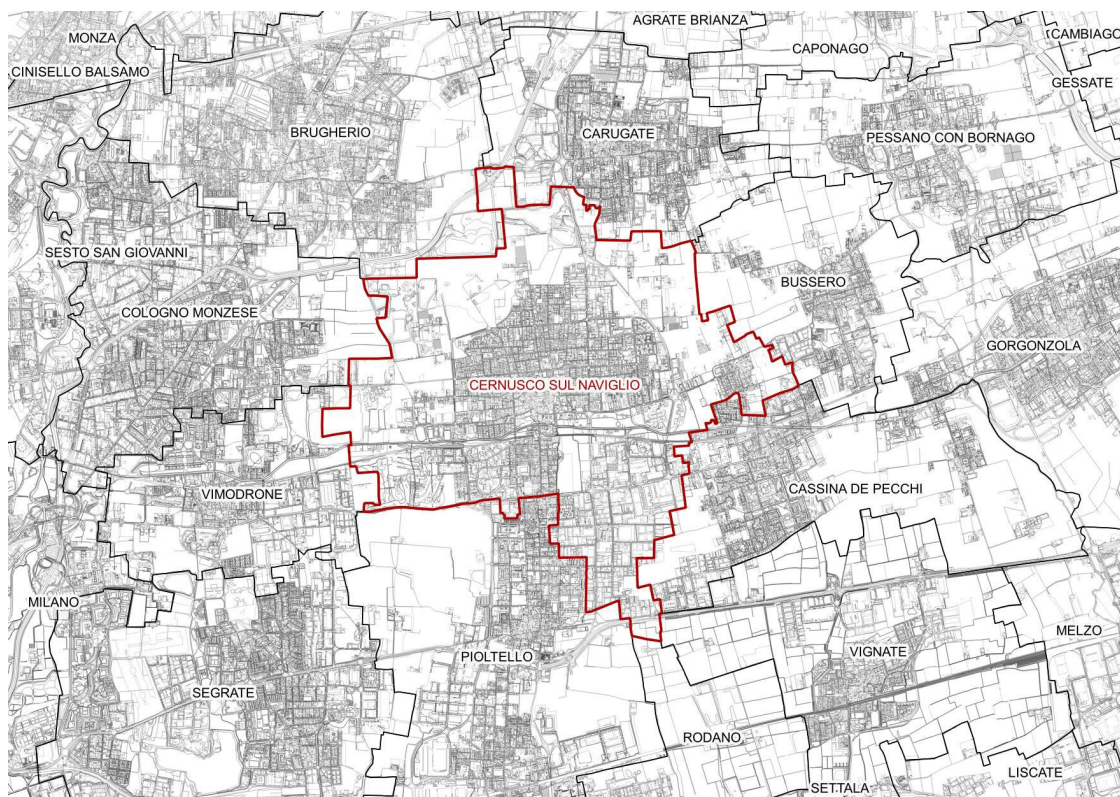 AGRATE BRIANZA
CAMBIAGO
MONZA
CAPONAGO
CINISELLO BALSAMO
GESSATE
BRUGHERIO
CARUGATE
PESSANO CON BORNAGO
SESTO SAN GIOVANNI
BUSSERO
COLOGNO MONZESE
GORGONZOLA
CERNUSCO SUL NAVIGLIO
VIMODRONE
CASSINA DE PECCHI
MILANO
MELZO
PIOLTELLO
VIGNATE
SEGRATE
RODANO
LISCATE
SETTALA